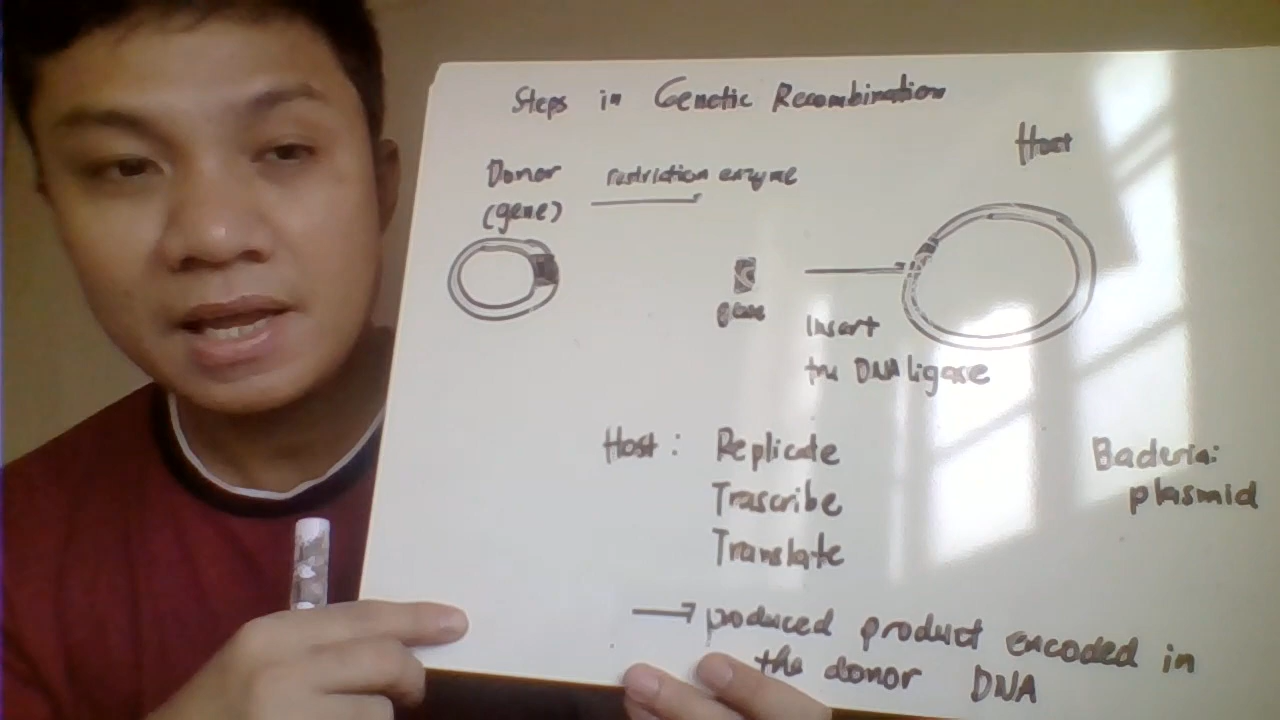 Steps in Genetic Recombination
Host
Donor
(gene)
restriction enzyme
gene
Insert
thru DNA ligase
Host : Replicate
Trascribe
Translate
Bacteria:
plasmid
→ produced product encoded in
the donor DNA